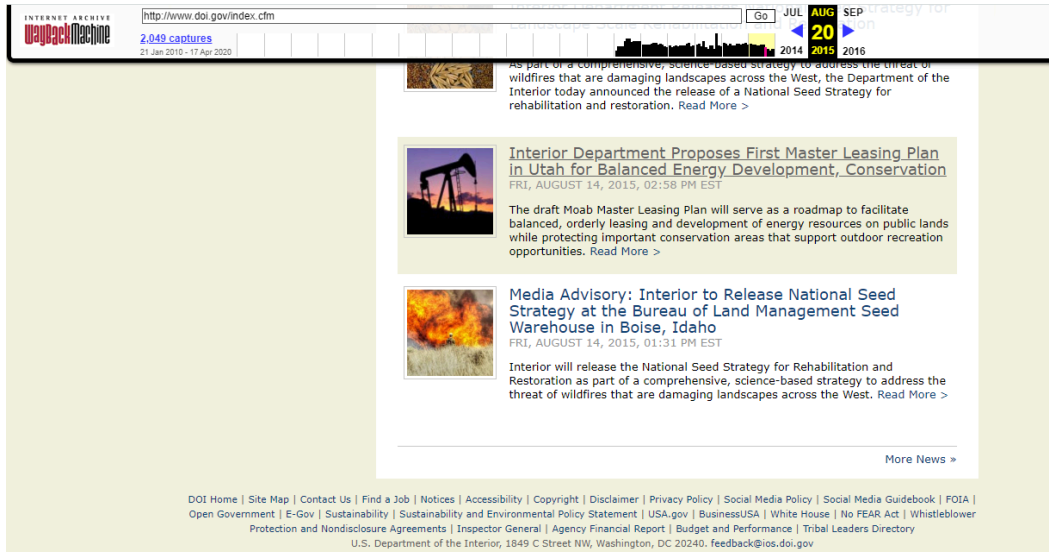 INTERNET ARCHIVE
WayBackMachine
http://www.doi.gov/index.cfm
Go
JUL AUG SEP
20
2014 2015 2016
2,049 captures
21 Jan 2010 - 17 Apr 2020
Interior Department Releases National Seed Strategy for
Landscape Scale Rehabilitation and Restoration
As part of a comprehensive, science-based strategy to address the threat of
wildfires that are damaging landscapes across the West, the Department of the
Interior today announced the release of a National Seed Strategy for
rehabilitation and restoration. Read More >
Interior Department Proposes First Master Leasing Plan
in Utah for Balanced Energy Development, Conservation
FRI, AUGUST 14, 2015, 02:58 PM EST
The draft Moab Master Leasing Plan will serve as a roadmap to facilitate
balanced, orderly leasing and development of energy resources on public lands
while protecting important conservation areas that support outdoor recreation
opportunities. Read More >
Media Advisory: Interior to Release National Seed
Strategy at the Bureau of Land Management Seed
Warehouse in Boise, Idaho
FRI, AUGUST 14, 2015, 01:31 PM EST
Interior will release the National Seed Strategy for Rehabilitation and
Restoration as part of a comprehensive, science-based strategy to address the
threat of wildfires that are damaging landscapes across the West. Read More >
More News »
DOI Home | Site Map | Contact Us | Find a Job | Notices | Accessibility | Copyright | Disclaimer | Privacy Policy | Social Media Policy | Social Media Guidebook | FOIA |
Open Government | E-Gov | Sustainability | Sustainability and Environmental Policy Statement | USA.gov | BusinessUSA | White House | No FEAR Act | Whistleblower
Protection and Nondisclosure Agreements | Inspector General | Agency Financial Report | Budget and Performance | Tribal Leaders Directory
U.S. Department of the Interior, 1849 C Street NW, Washington, DC 20240. feedback@ios.doi.gov